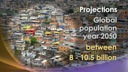 Projections
Global
population
year 2050
between
8 - 10.5 billion